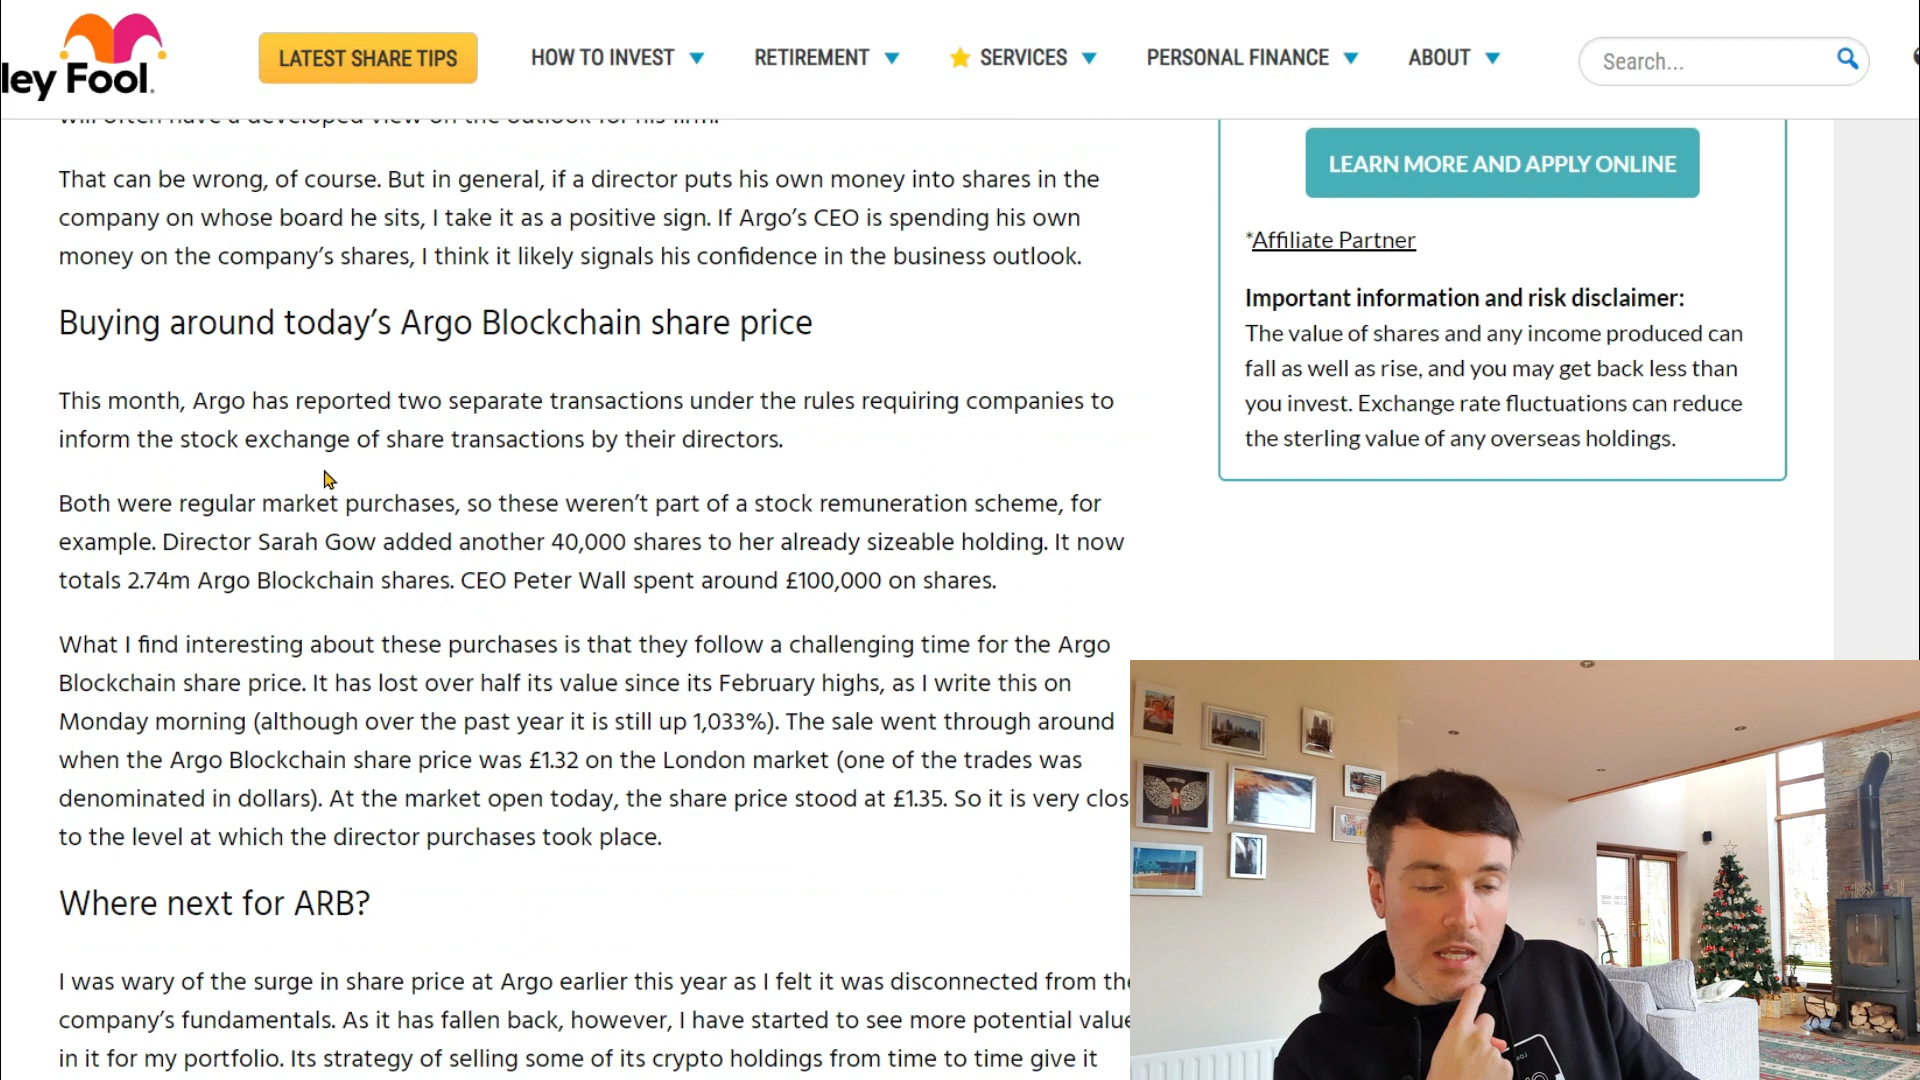 ley Fool.
LATEST SHARE TIPS
HOW TO INVEST
RETIREMENT
SERVICES
PERSONAL FINANCE
ABOUT
Search...
will often have a developed view on the outlook for his firm.
That can be wrong, of course. But in general, if a director puts his own money into shares in the
company on whose board he sits, I take it as a positive sign. If Argo’s CEO is spending his own
money on the company’s shares, I think it likely signals his confidence in the business outlook.
Buying around today’s Argo Blockchain share price
This month, Argo has reported two separate transactions under the rules requiring companies to
inform the stock exchange of share transactions by their directors.
Both were regular market purchases, so these weren’t part of a stock remuneration scheme, for
example. Director Sarah Gow added another 40,000 shares to her already sizeable holding. It now
totals 2.74m Argo Blockchain shares. CEO Peter Wall spent around £100,000 on shares.
What I find interesting about these purchases is that they follow a challenging time for the Argo
Blockchain share price. It has lost over half its value since its February highs, as I write this on
Monday morning (although over the past year it is still up 1,033%). The sale went through around
when the Argo Blockchain share price was £1.32 on the London market (one of the trades was
denominated in dollars). At the market open today, the share price stood at £1.35. So it is very clos
to the level at which the director purchases took place.
Where next for ARB?
I was wary of the surge in share price at Argo earlier this year as I felt it was disconnected from the
company’s fundamentals. As it has fallen back, however, I have started to see more potential value
in it for my portfolio. Its strategy of selling some of its crypto holdings from time to time give it
LEARN MORE AND APPLY ONLINE
*Affiliate Partner
Important information and risk disclaimer:
The value of shares and any income produced can
fall as well as rise, and you may get back less than
you invest. Exchange rate fluctuations can reduce
the sterling value of any overseas holdings.